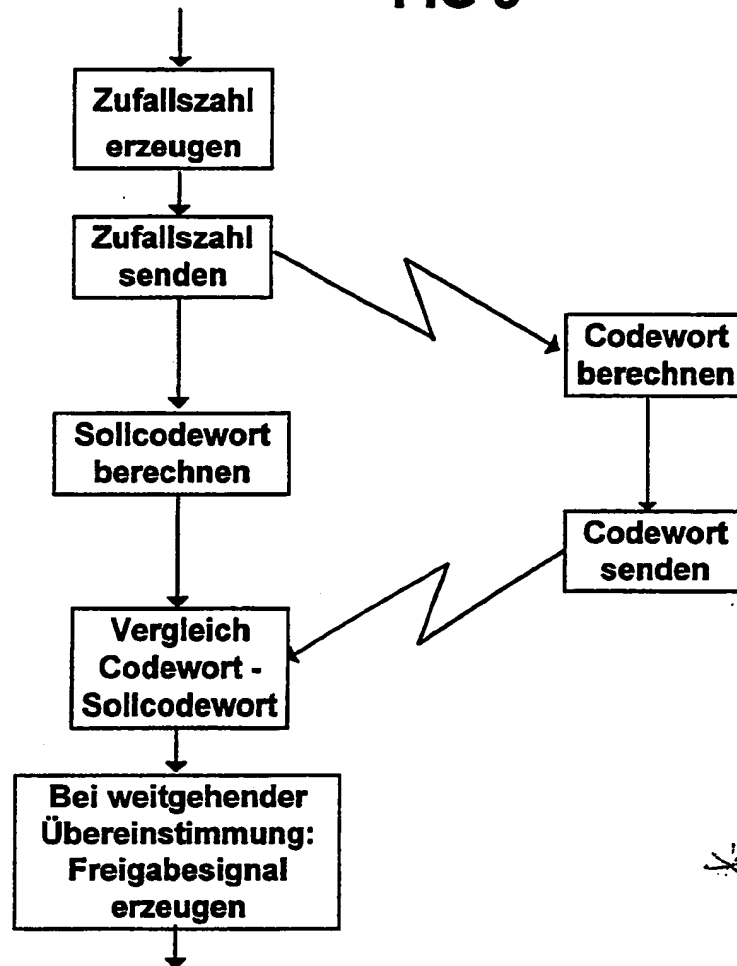 Zufallszahl
erzeugen
Zufallszahl
senden
Codewort
berechnen
Sollcodewort
berechnen
Codewort
senden
Vergleich
Codewort -
Sollcodewort
Bei weitgehender
Übereinstimmung:
Freigabesignal
erzeugen